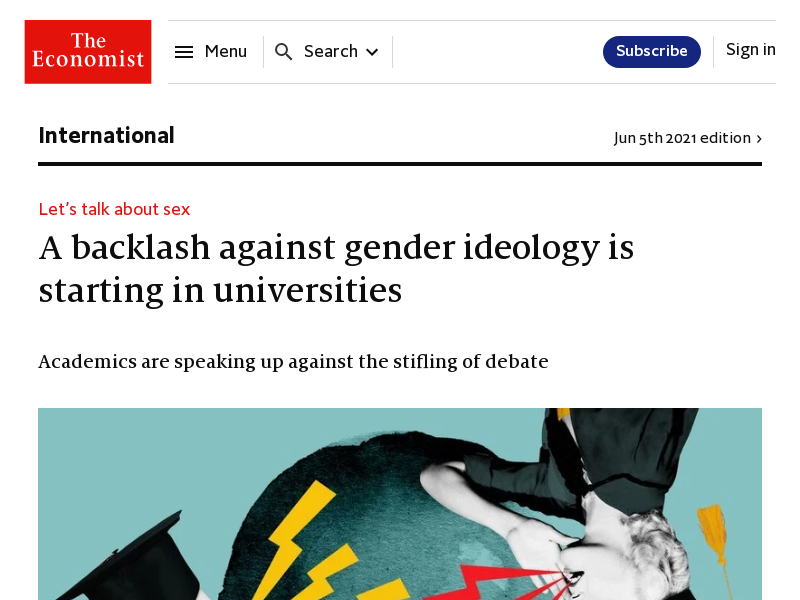 The
Economist
Menu
Search
Subscribe
Sign in
International
Jun 5th 2021 edition
Let's talk about sex
A backlash against gender ideology is
starting in universities
Academics are speaking up against the stifling of debate